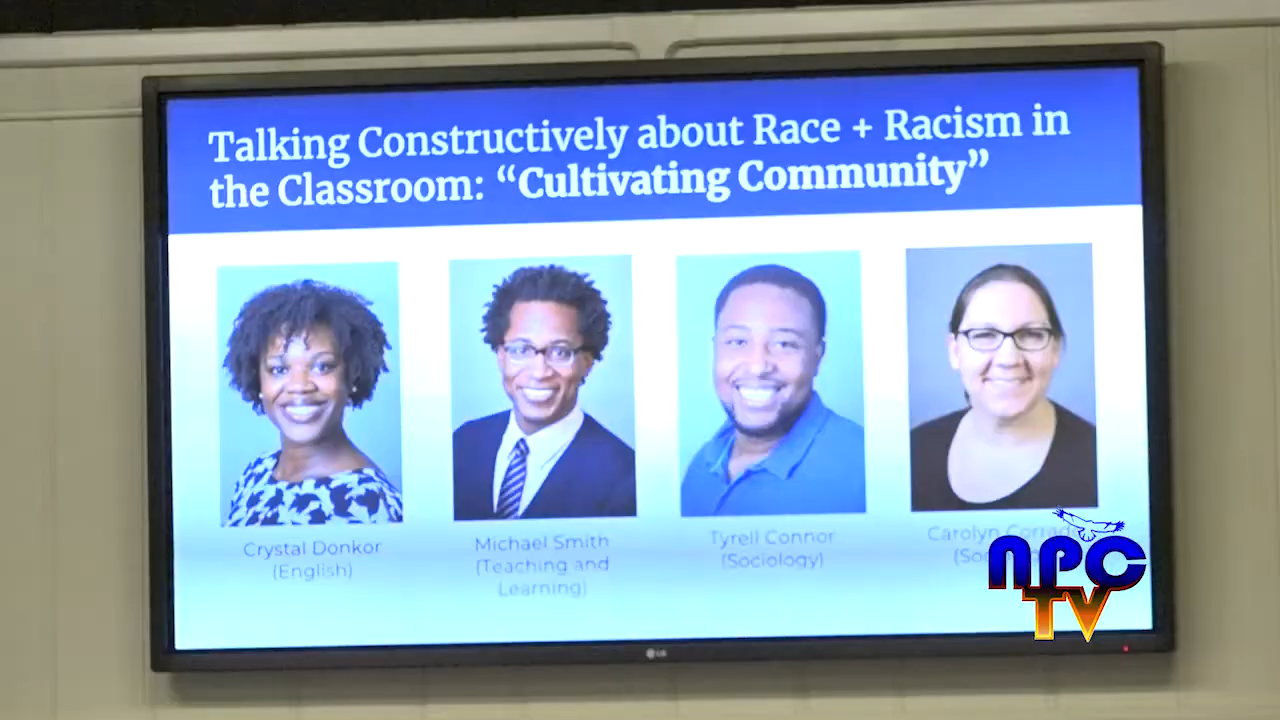 Talking Constructively about Race + Racism in
the Classroom: “Cultivating Community”
Crystal Donkor
(English)
Michael Smith
(Teaching and
Learning)
Tyrell Connor
(Sociology)
Carolyn
NPC
TV
LG